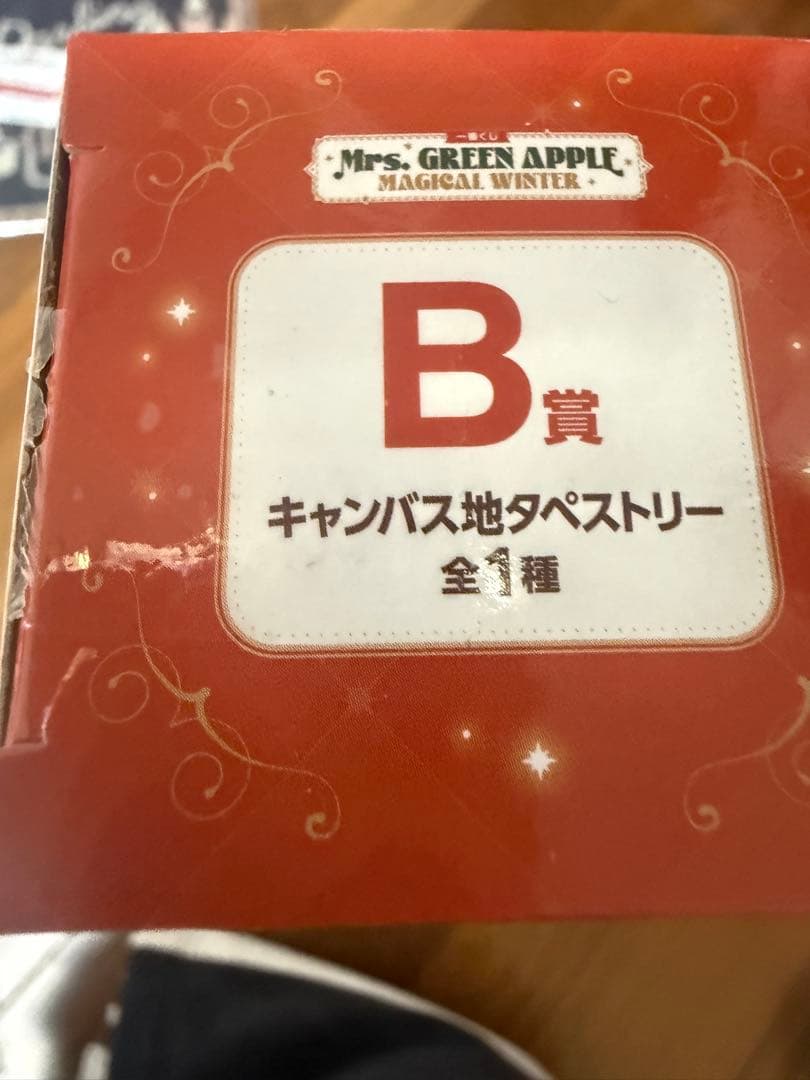 一番くじ
Mrs. GREEN APPLE
MAGICAL WINTER
B賞
キャンバス地タペストリー
全1種